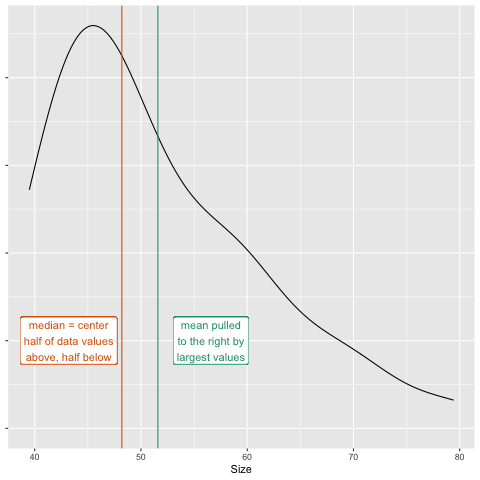 median = center
half of data values
above, half below
mean pulled
to the right by
largest values
40 50 60 70 80
Size